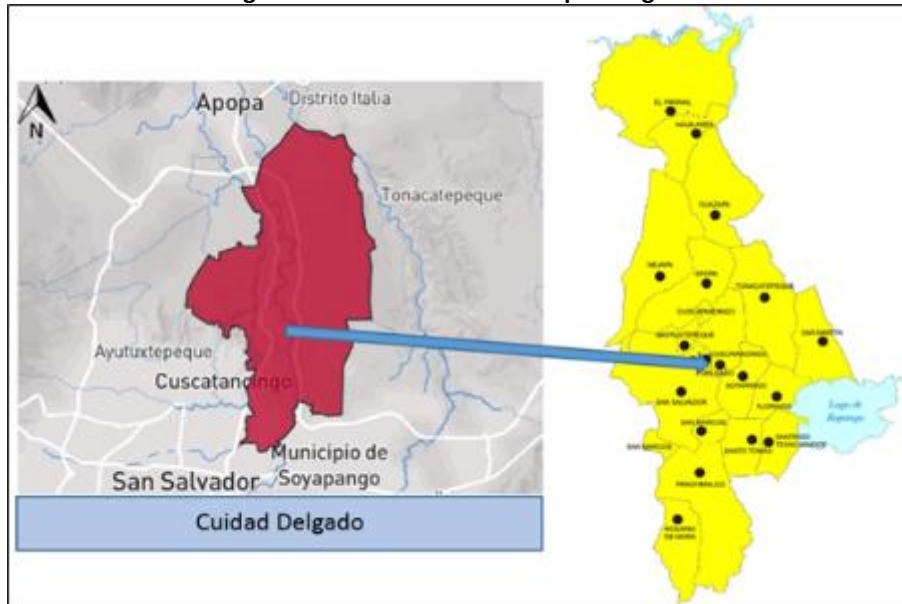 Apopa
Distrito Italia
N
Tonacatepeque
Ayutuxtepeque
Cuscatancingo
Municipio de
Soyapango
San Salvador
Cuidad Delgado
EL PAISNAL
AGUILARES
GUAZAPA
NEJAPA
APOPA
TONACATEPEQUE
CUSCATANCINGO
AYUTUXTEPEQUE
SAN MARTIN
SOYAPANGO
SAN SALVADOR
ILOPANGO
Lago de
Ilopango
SAN MARCOS
SAN MARCOS
SANTO TOMAS
SANTIAGO
TEXACUANGOS
PANCHIMALCO
ROSARIO
DE MORA